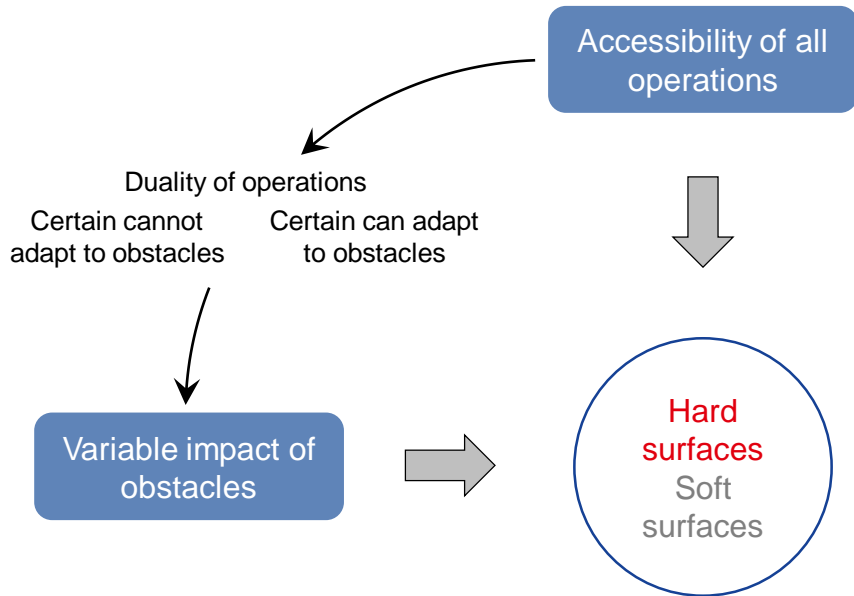 Accessibility of all
operations
Duality of operations
Certain cannot
adapt to obstacles
Certain can adapt
to obstacles
Variable impact of
obstacles
Hard
surfaces
Soft
surfaces